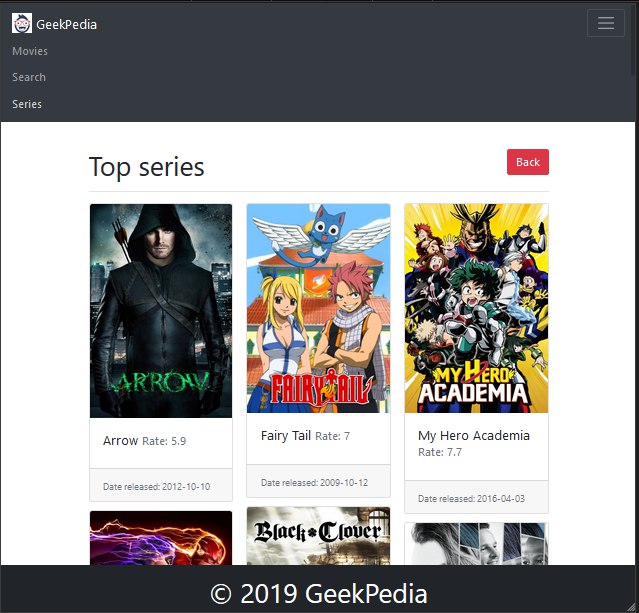 GeekPedia
Movies
Search
Series
Top series
Back
ARROW
FAIRY TAIL
MY HERO
ACADEMIA
Arrow Rate: 5.9
Fairy Tail Rate: 7
My Hero Academia
Rate: 7.7
Date released: 2012-10-10
Date released: 2009-10-12
Date released: 2016-04-03
Black Clover
© 2019 GeekPedia